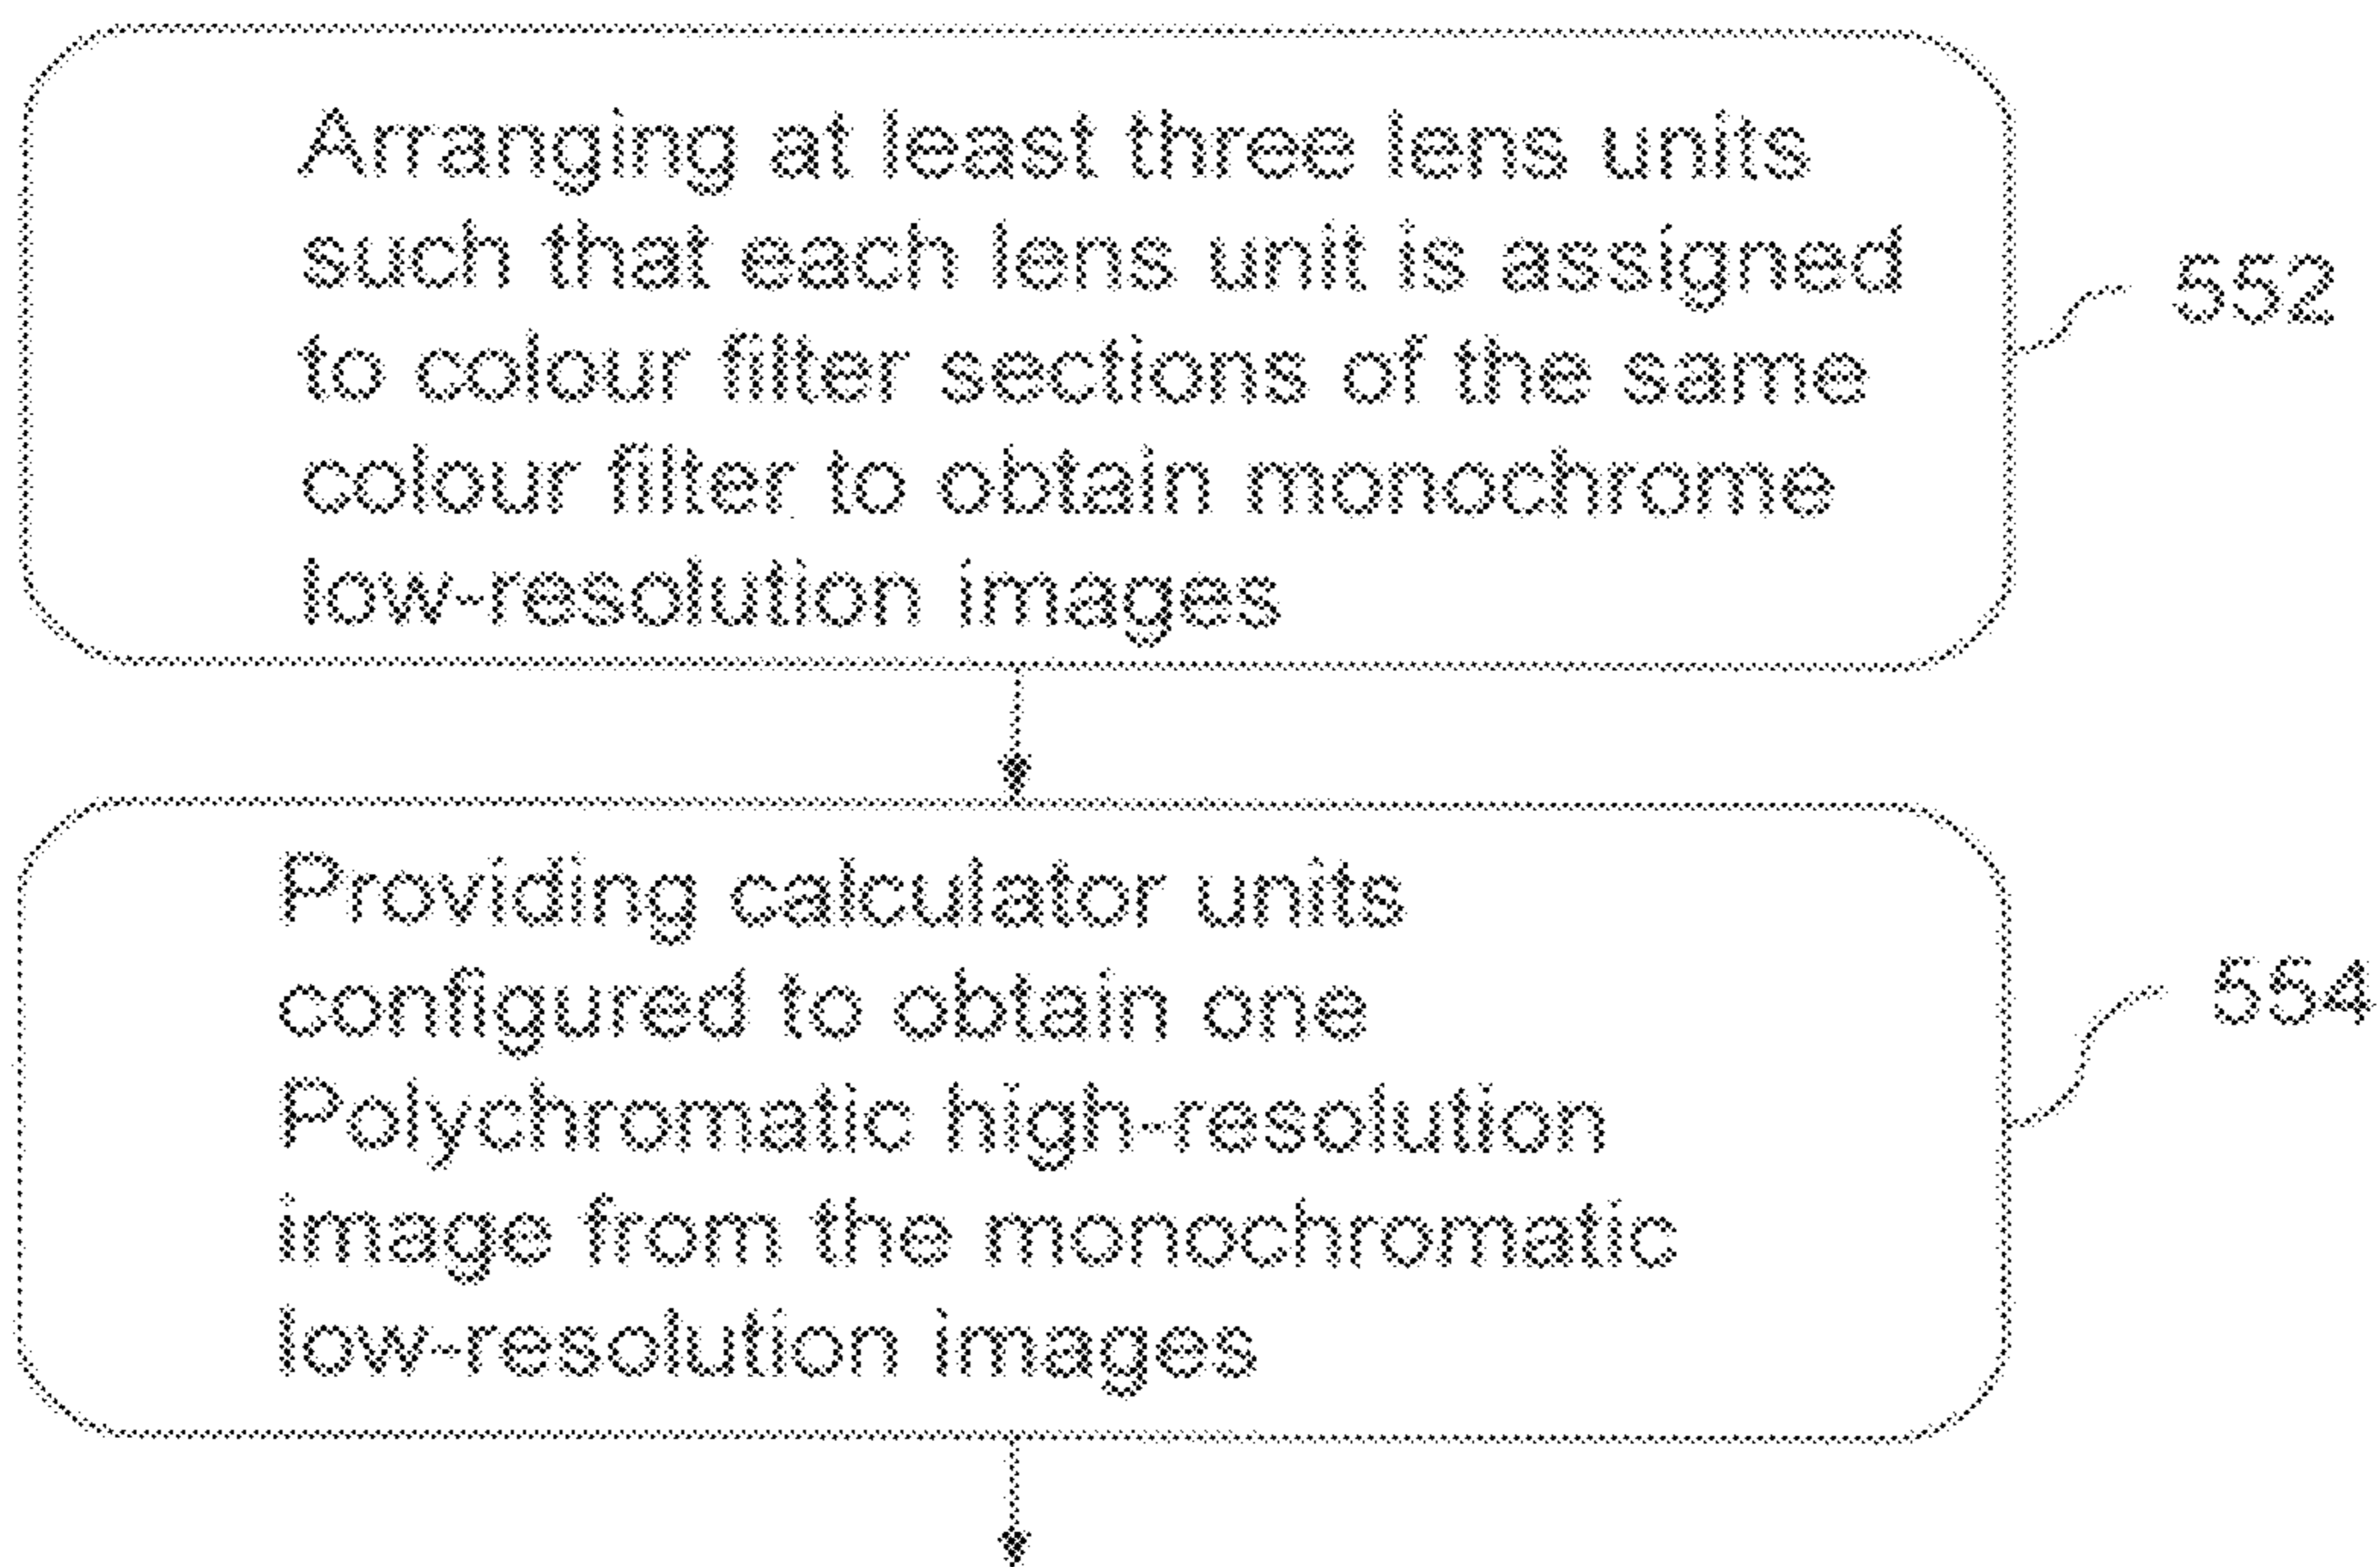 Arranging at least three lens units
such that each lens unit is assigned
to colour filter sections of the same
colour filter to obtain monochrome
low-resolution images
552
Providing calculator units
configured to obtain one
Polychromatic high-resolution
image from the monochromatic
low-resolution images
554